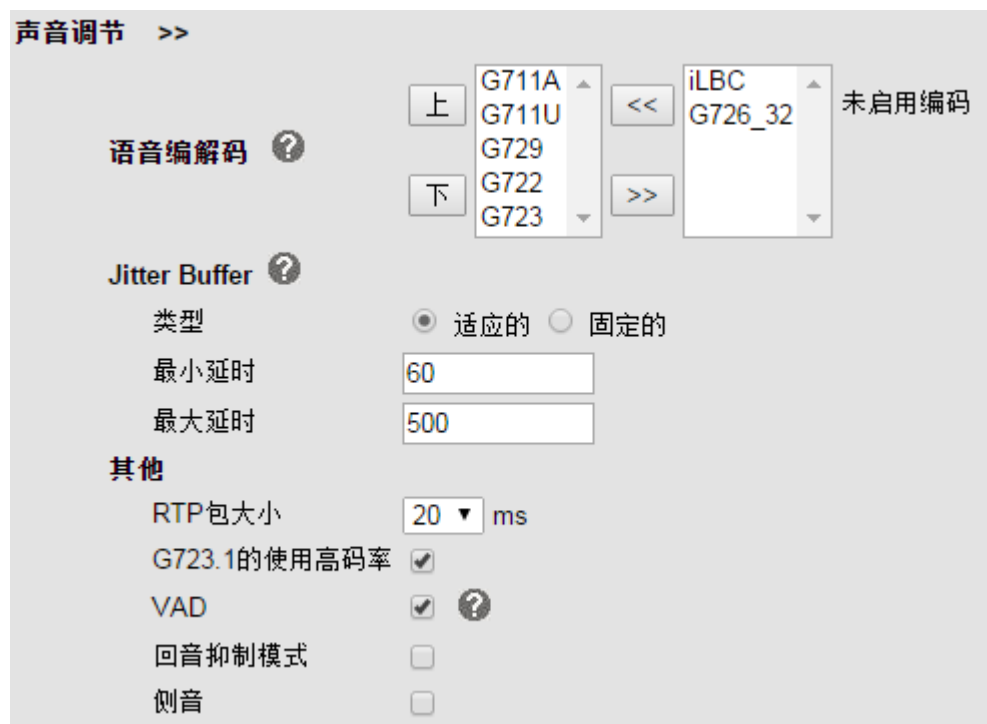 声音调节 >>
语音编解码 ?
上
下
G711A
G711U
G729
G722
G723
<<
>>
iLBC
G726_32
未启用编码
Jitter Buffer ?
类型 适应的 固定的
最小延时 60
最大延时 500
其他
RTP包大小 20 ms
G723.1的使用高码率
VAD ?
回音抑制模式
侧音